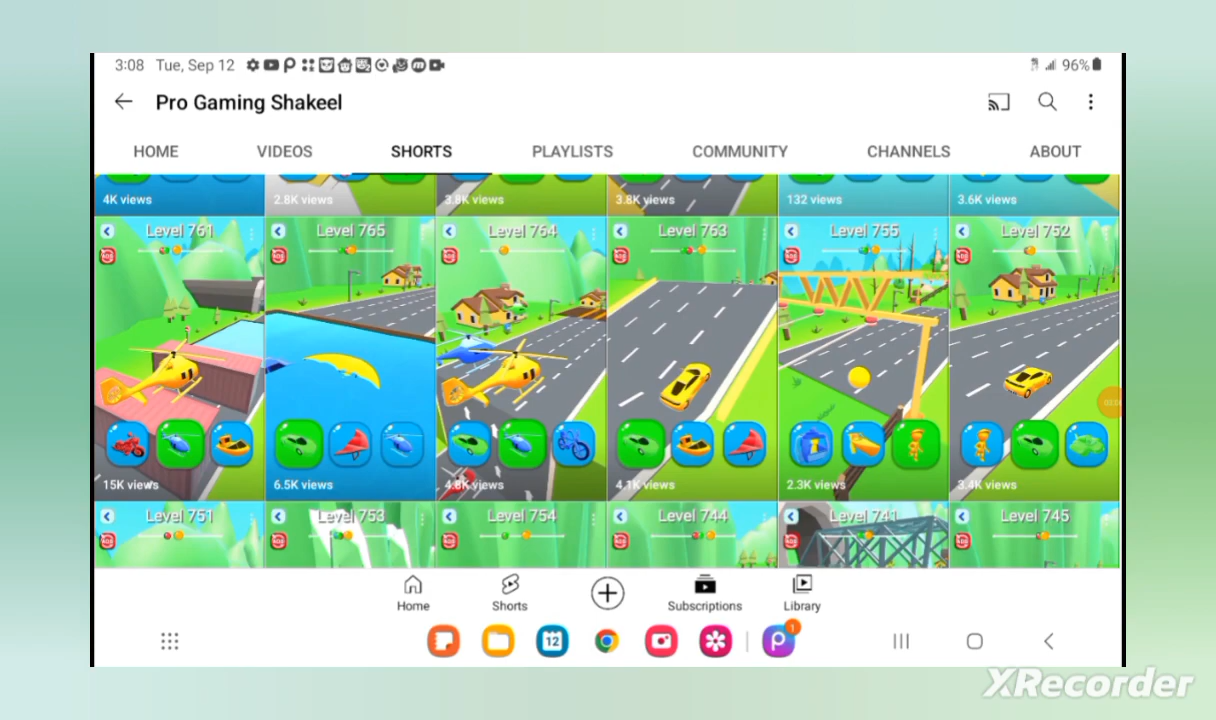 3:08 Tue, Sep 12 96%
Pro Gaming Shakeel
HOME VIDEOS SHORTS PLAYLISTS COMMUNITY CHANNELS ABOUT
4K views 2.8K views 3.8K views 3.8K views 132 views 3.6K views
Level 761 Level 765 Level 764 Level 763 Level 755 Level 752
15K views 6.5K views 4.8K views 4.1K views 2.3K views 3.4K views
Level 751 Level 753 Level 754 Level 744 Level 741 Level 745
Home Shorts Subscriptions Library
12 1
XRecorder